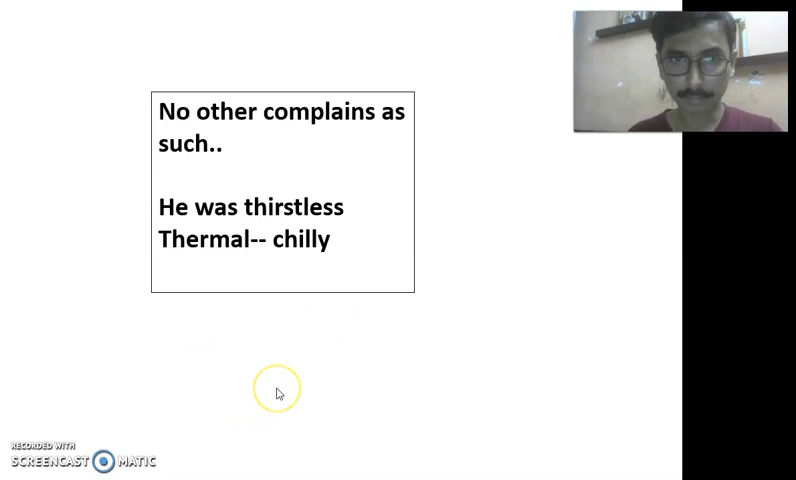 No other complains as
such..
He was thirstless
Thermal-- chilly
RECORDED WITH
SCREENCAST MATIC